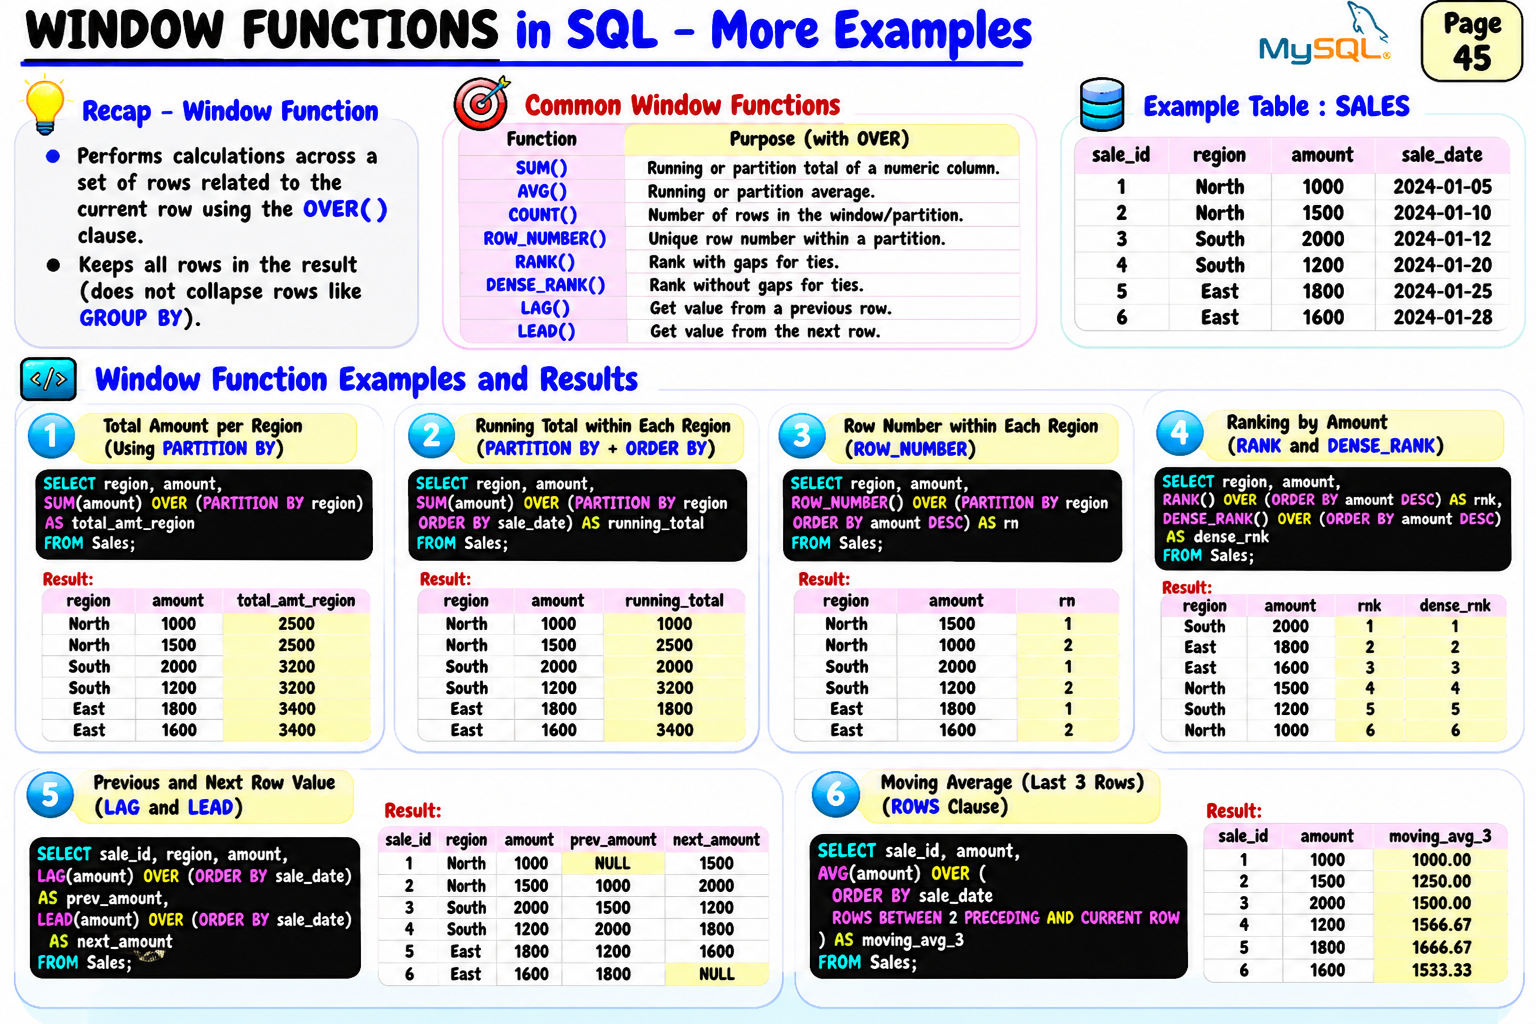 WINDOW FUNCTIONS in SQL - More Examples
MySQL®
Page
45
Recap - Window Function
Performs calculations across a
set of rows related to the
current row using the OVER()
clause.
Keeps all rows in the result
(does not collapse rows like
GROUP BY).
Common Window Functions
Function Purpose (with OVER)
SUM() Running or partition total of a numeric column.
AVG() Running or partition average.
COUNT() Number of rows in the window/partition.
ROW_NUMBER() Unique row number within a partition.
RANK() Rank with gaps for ties.
DENSE_RANK() Rank without gaps for ties.
LAG() Get value from a previous row.
LEAD() Get value from the next row.
Example Table : SALES
sale_id region amount sale_date
1 North 1000 2024-01-05
2 North 1500 2024-01-10
3 South 2000 2024-01-12
4 South 1200 2024-01-20
5 East 1800 2024-01-25
6 East 1600 2024-01-28
</> Window Function Examples and Results
1 Total Amount per Region
(Using PARTITION BY)
SELECT region, amount,
SUM(amount) OVER (PARTITION BY region)
AS total_amt_region
FROM Sales;
Result:
region amount total_amt_region
North 1000 2500
North 1500 2500
South 2000 3200
South 1200 3200
East 1800 3400
East 1600 3400
2 Running Total within Each Region
(PARTITION BY + ORDER BY)
SELECT region, amount,
SUM(amount) OVER (PARTITION BY region
ORDER BY sale_date) AS running_total
FROM Sales;
Result:
region amount running_total
North 1000 1000
North 1500 2500
South 2000 2000
South 1200 3200
East 1800 1800
East 1600 3400
3 Row Number within Each Region
(ROW_NUMBER)
SELECT region, amount,
ROW_NUMBER() OVER (PARTITION BY region
ORDER BY amount DESC) AS rn
FROM Sales;
Result:
region amount rn
North 1500 1
North 1000 2
South 2000 1
South 1200 2
East 1800 1
East 1600 2
4 Ranking by Amount
(RANK and DENSE_RANK)
SELECT region, amount,
RANK() OVER (ORDER BY amount DESC) AS rnk,
DENSE_RANK() OVER (ORDER BY amount DESC)
AS dense_rnk
FROM Sales;
Result:
region amount rnk dense_rnk
South 2000 1 1
East 1800 2 2
East 1600 3 3
North 1500 4 4
South 1200 5 5
North 1000 6 6
5 Previous and Next Row Value
(LAG and LEAD)
SELECT sale_id, region, amount,
LAG(amount) OVER (ORDER BY sale_date)
AS prev_amount,
LEAD(amount) OVER (ORDER BY sale_date)
AS next_amount
FROM Sales;
Result:
sale_id region amount prev_amount next_amount
1 North 1000 NULL 1500
2 North 1500 1000 2000
3 South 2000 1500 1200
4 South 1200 2000 1800
5 East 1800 1200 1600
6 East 1600 1800 NULL
6 Moving Average (Last 3 Rows)
(ROWS Clause)
SELECT sale_id, amount,
AVG(amount) OVER (
ORDER BY sale_date
ROWS BETWEEN 2 PRECEDING AND CURRENT ROW
) AS moving_avg_3
FROM Sales;
Result:
sale_id amount moving_avg_3
1 1000 1000.00
2 1500 1250.00
3 2000 1500.00
4 1200 1566.67
5 1800 1666.67
6 1600 1533.33